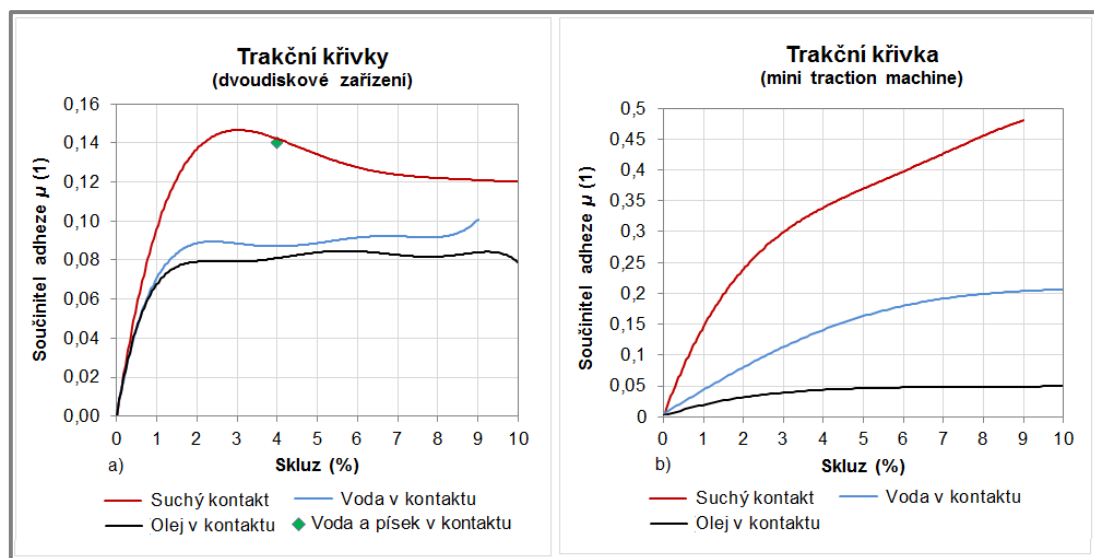 Trakční křivky
(dvoudiskové zařízení)
Součinitel adheze µ (1)
0,16
0,14
0,12
0,10
0,08
0,06
0,04
0,02
0,00
0 1 2 3 4 5 6 7 8 9 10
a)
Skluz (%)
Suchý kontakt
Voda v kontaktu
Olej v kontaktu
Voda a písek v kontaktu
Trakční křivka
(mini traction machine)
Součinitel adheze µ (1)
0,5
0,45
0,4
0,35
0,3
0,25
0,2
0,15
0,1
0,05
0
0 1 2 3 4 5 6 7 8 9 10
b)
Skluz (%)
Suchý kontakt
Voda v kontaktu
Olej v kontaktu